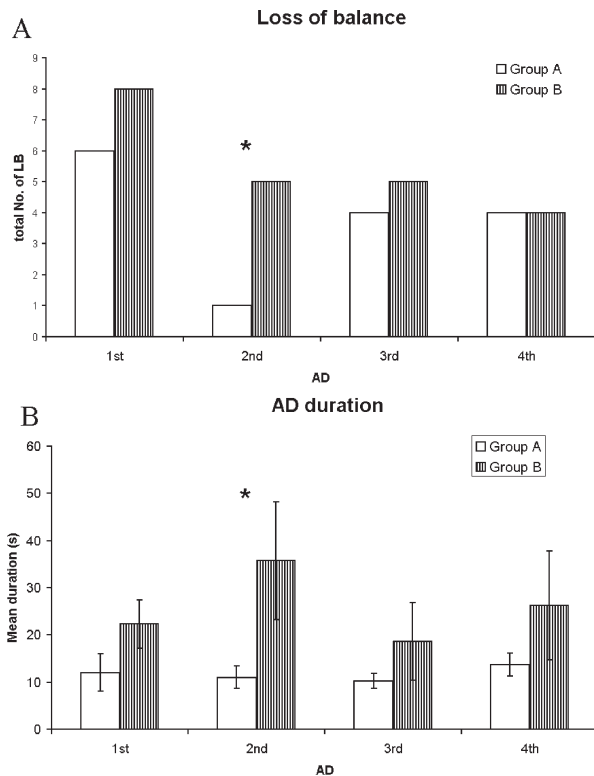 A
Loss of balance
Group A
Group B
total No. of LB
9
8
7
6
5
4
3
2
1
0
*
1st 2nd 3rd 4th
AD
B
AD duration
Group A
Group B
Mean duration (s)
60
50
40
30
20
10
0
*
1st 2nd 3rd 4th
AD